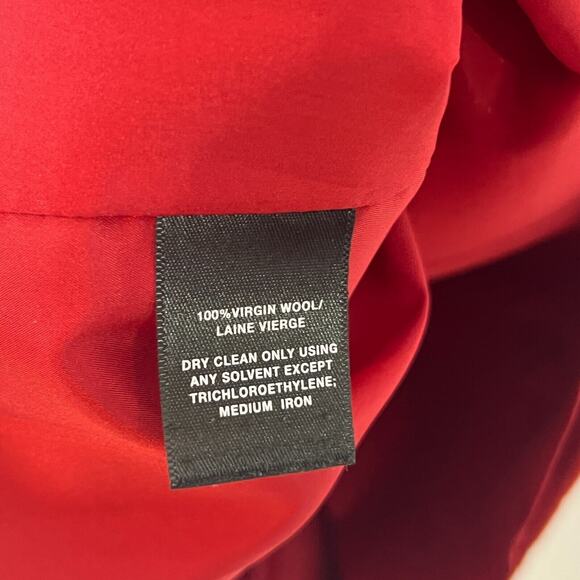 100%VIRGIN WOOL/
LAINE VIERGE
DRY CLEAN ONLY USING
ANY SOLVENT EXCEPT
TRICHLOROETHYLENE;
MEDIUM IRON